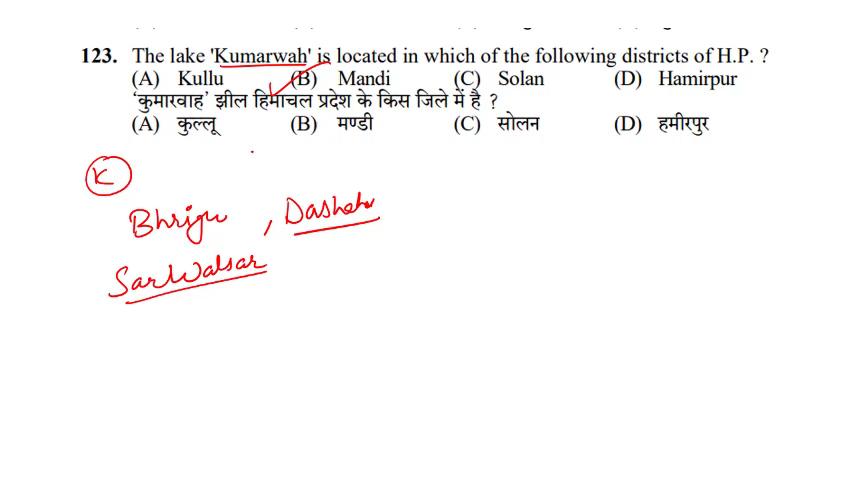 123. The lake 'Kumarwah' is located in which of the following districts of H.P. ?
(A) Kullu (B) Mandi (C) Solan (D) Hamirpur
'कुमारवाह' झील हिमाचल प्रदेश के किस जिले में है ?
(A) कुल्लू (B) मण्डी (C) सोलन (D) हमीरपुर
K
Bhrigu , Dashehr
Sarwalsar